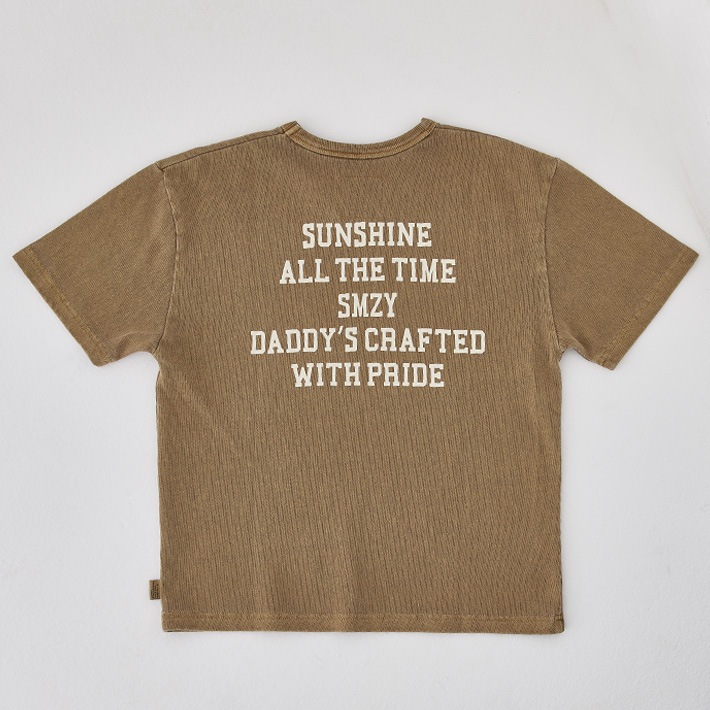 SUNSHINE
ALL THE TIME
SMZY
DADDY'S CRAFTED
WITH PRIDE